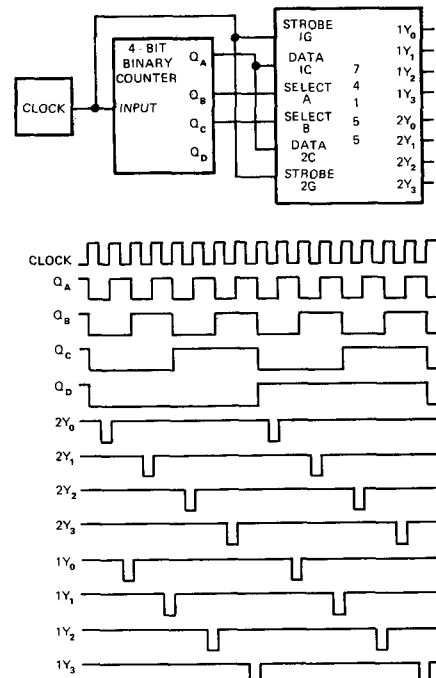 4 - BIT
BINARY
COUNTER
CLOCK
INPUT
QA
QB
QC
QD
STROBE
1G
DATA
1C
SELECT
A
SELECT
B
DATA
2C
STROBE
2G
7
4
1
5
5
1Y0
1Y1
1Y2
1Y3
2Y0
2Y1
2Y2
2Y3
CLOCK
QA
QB
QC
QD
2Y0
2Y1
2Y2
2Y3
1Y0
1Y1
1Y2
1Y3